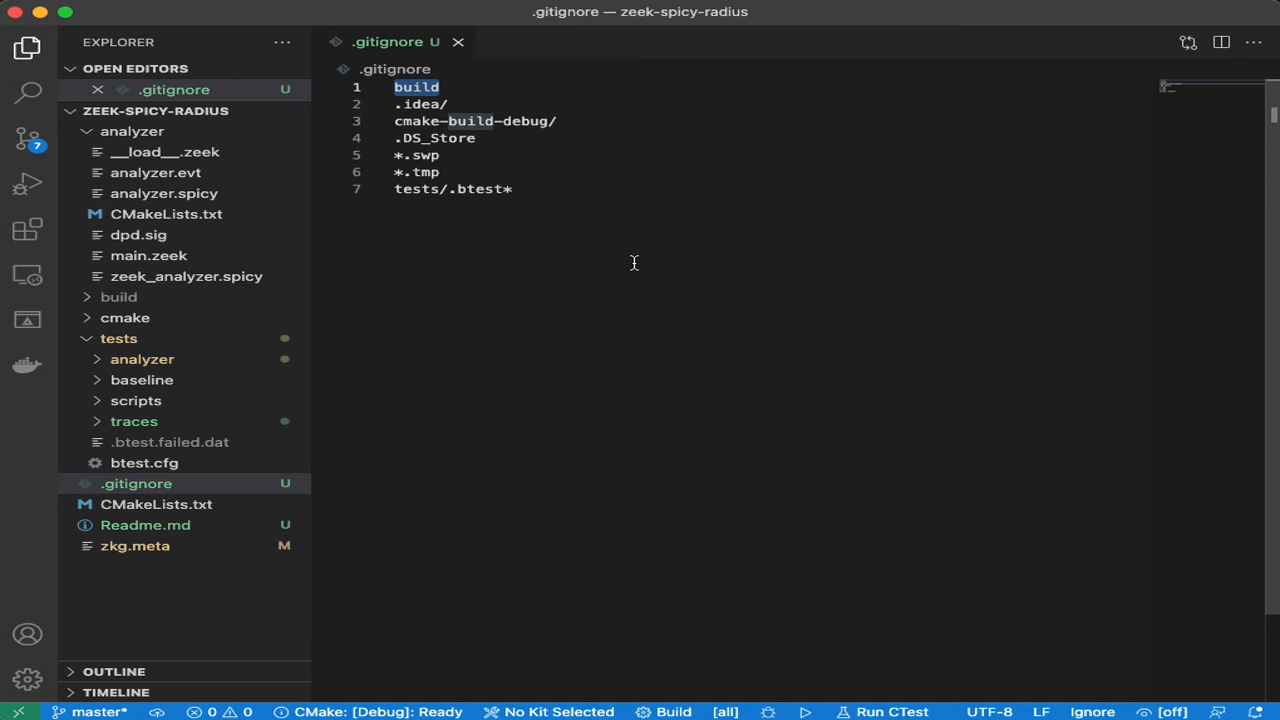 .gitignore — zeek-spicy-radius
EXPLORER
OPEN EDITORS
.gitignore U
ZEEK-SPICY-RADIUS
analyzer
__load__.zeek
analyzer.evt
analyzer.spicy
CMakeLists.txt
dpd.sig
main.zeek
zeek_analyzer.spicy
build
cmake
tests
analyzer
baseline
scripts
traces
.btest.failed.dat
btest.cfg
.gitignore U
CMakeLists.txt
Readme.md U
zkg.meta M
OUTLINE
TIMELINE
7
.gitignore U
.gitignore
1 build
2 .idea/
3 cmake-build-debug/
4 .DS_Store
5 *.swp
6 *.tmp
7 tests/.btest*
master* 0 0 CMake: [Debug]: Ready No Kit Selected Build [all] Run CTest UTF-8 LF Ignore [off]